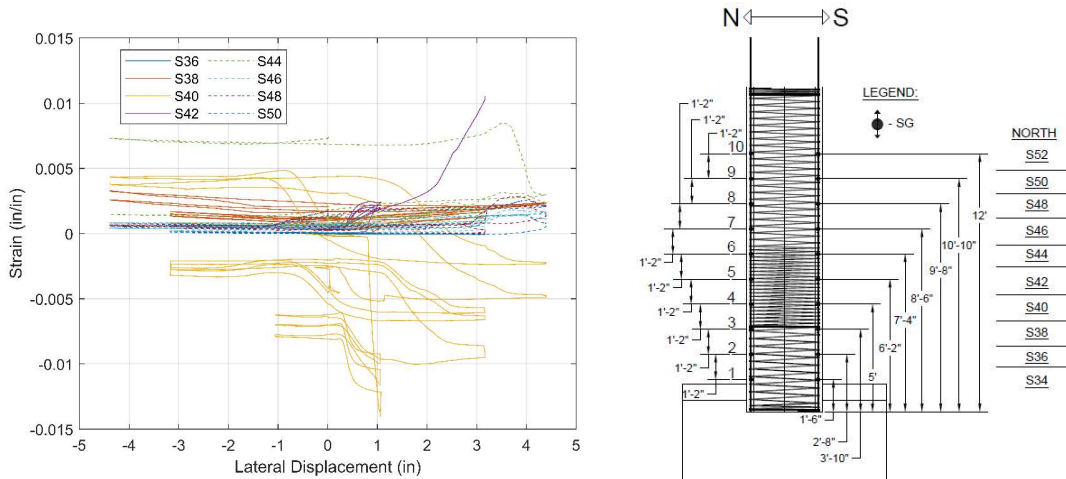 0.015
0.01
0.005
0
-0.005
-0.01
-0.015
Strain (in/in)
S36
S38
S40
S42
S44
S46
S48
S50
-5 -4 -3 -2 -1 0 1 2 3 4 5
Lateral Displacement (in)
N S
LEGEND:
- SG
NORTH
S52
S50
S48
S46
S44
S42
S40
S38
S36
S34
1'-2"
1'-2"
1'-2"
10
9
8
7
6
5
4
3
2
1
1'-2"
1'-2"
1'-2"
1'-2"
1'-2"
1'-2"
12'
10'-10"
9'-8"
8'-6"
7'-4"
6'-2"
5'
1'-6"
2'-8"
3'-10"